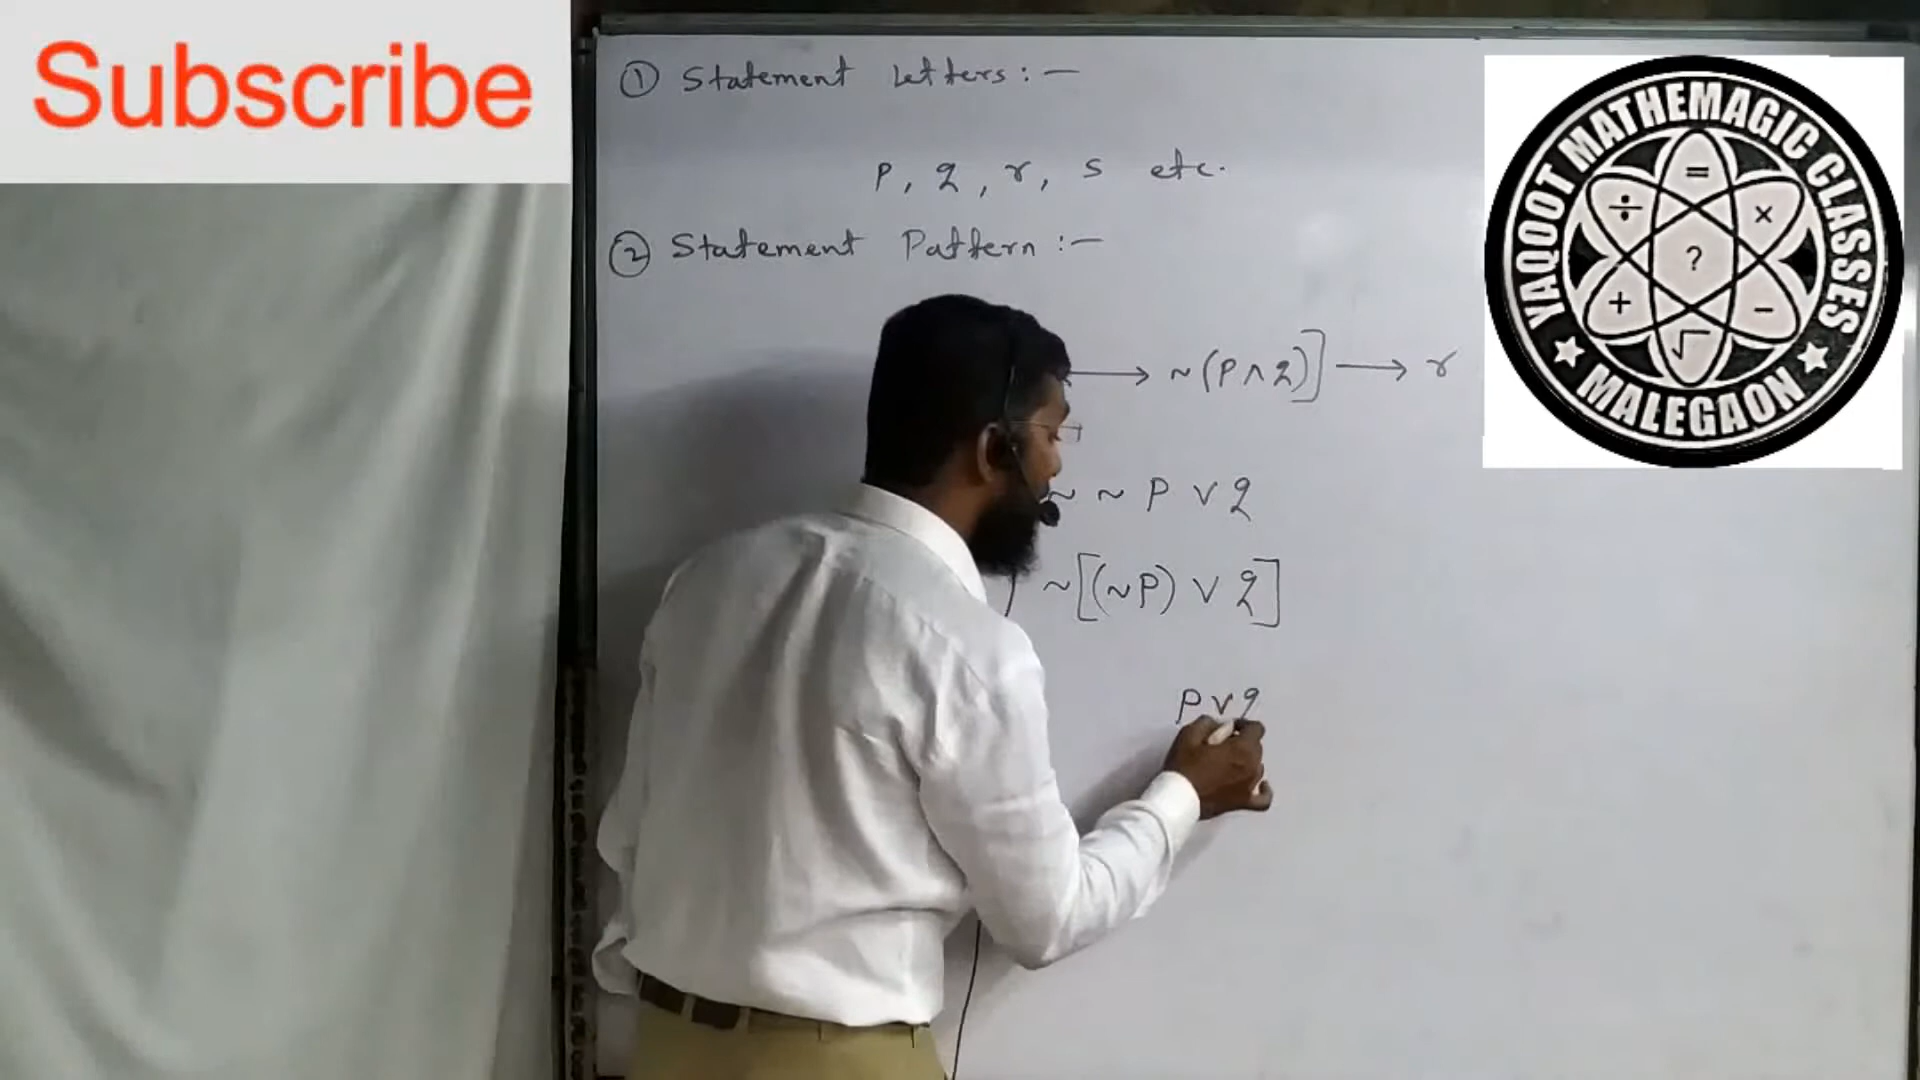 Subscribe
① Statement Letters :—
P, q, r, s etc.
② Statement Pattern :—
⟶ ~(P ∧ q)] ⟶ r
~ ~ P ∨ q
~[(~P) ∨ q]
P ∨ q
YAQOOT MATHEMAGIC CLASSES
= ÷ × ? + − √
★ MALEGAON ★